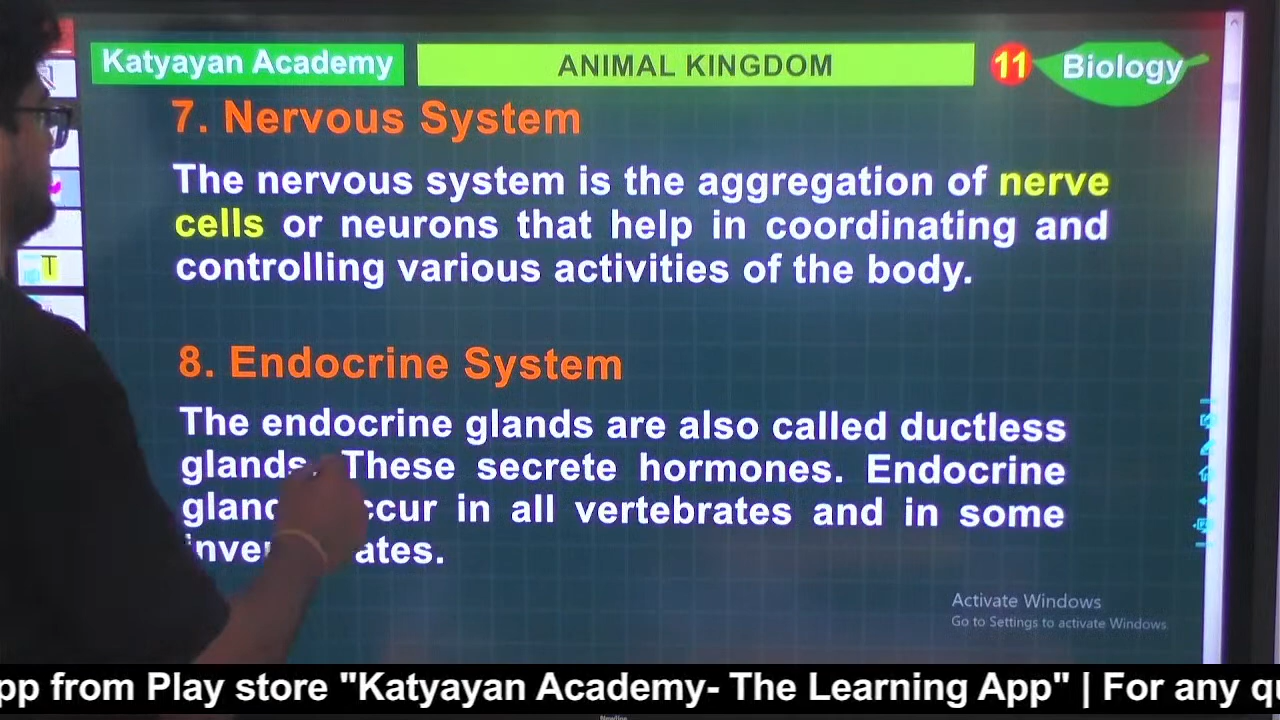 Katyayan Academy
ANIMAL KINGDOM
11
Biology
7. Nervous System
The nervous system is the aggregation of nerve
cells or neurons that help in coordinating and
controlling various activities of the body.
8. Endocrine System
The endocrine glands are also called ductless
glands. These secrete hormones. Endocrine
in all vertebrates and in some
T
Activate Windows
Go to Settings to activate Windows.
from Play store "Katyayan Academy- The Learning App" | For any